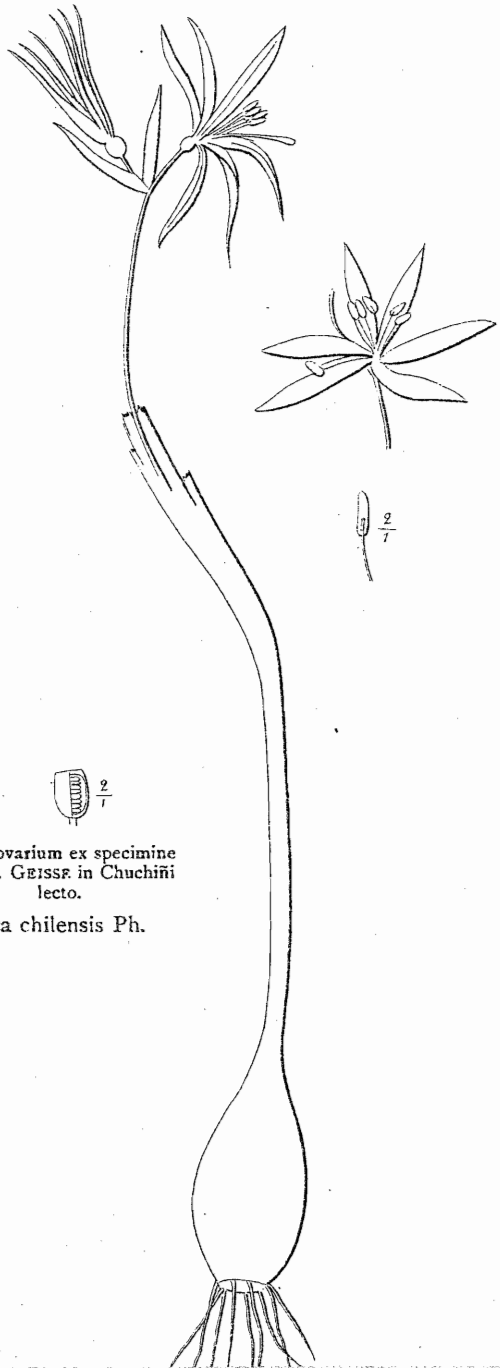 2/1
2/1
ovarium ex specimine
. GEISSE in Chuchiñi
lecto.
a chilensis Ph.